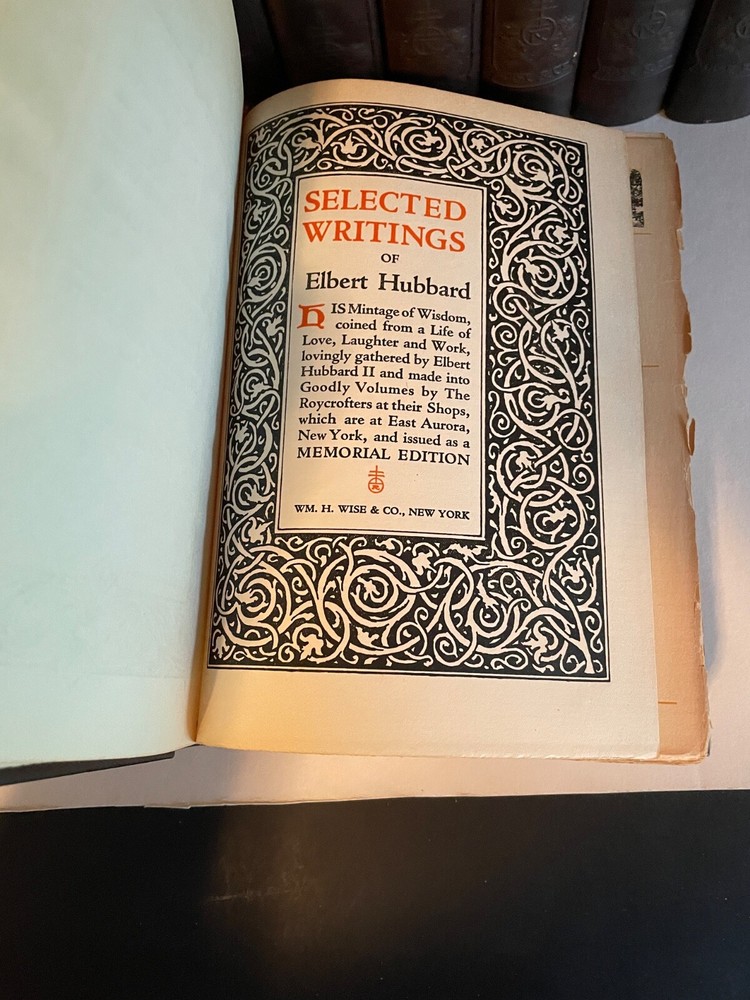 SELECTED
WRITINGS
OF
Elbert Hubbard
HIS Mintage of Wisdom,
coined from a Life of
Love, Laughter and Work,
lovingly gathered by Elbert
Hubbard II and made into
Goodly Volumes by The
Roycrofters at their Shops,
which are at East Aurora,
New York, and issued as a
MEMORIAL EDITION
WM. H. WISE & CO., NEW YORK